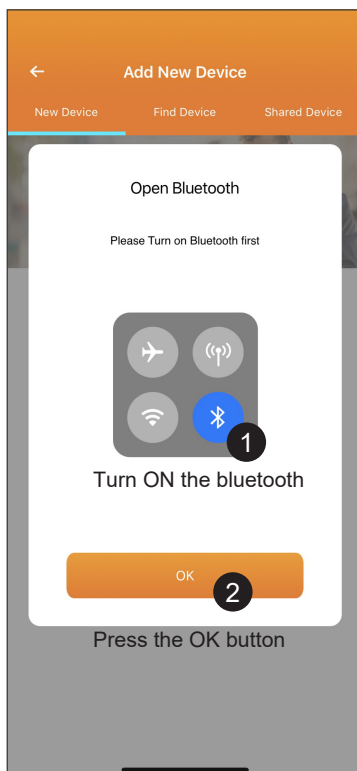 Add New Device
New Device Find Device Shared Device
Open Bluetooth
Please Turn on Bluetooth first
1
Turn ON the bluetooth
OK
2
Press the OK button